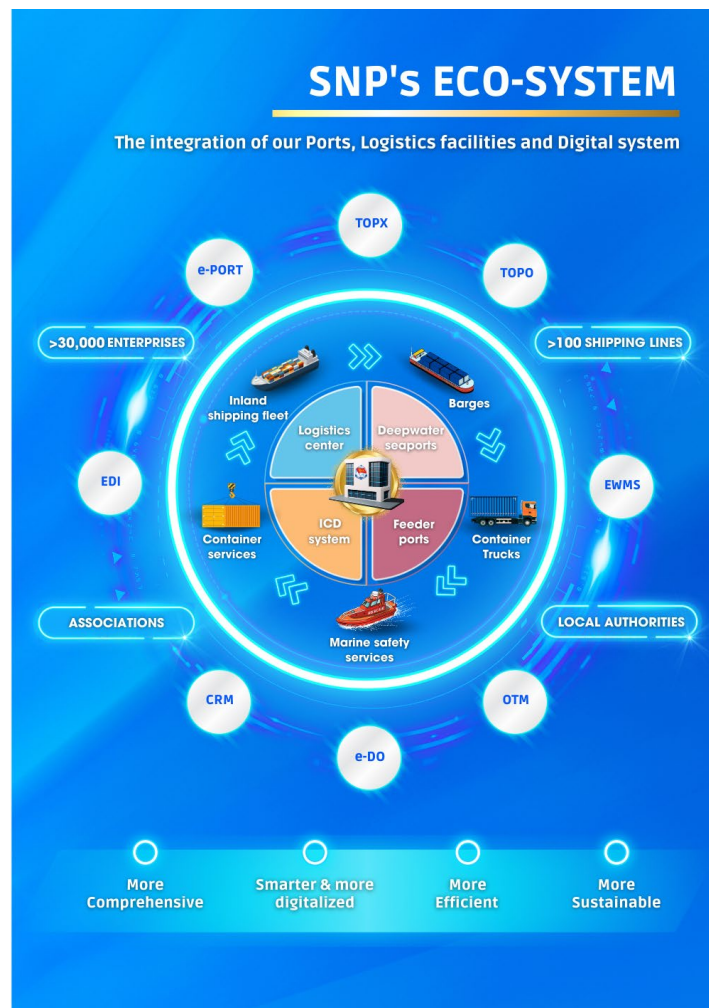 SNP's ECO-SYSTEM
The integration of our Ports, Logistics facilities and Digital system
TOPX
e-PORT
TOPO
>30,000 ENTERPRISES
>100 SHIPPING LINES
Inland
shipping fleet
Barges
Logistics
center
Deepwater
seaports
EDI
EWMS
ICD
system
Feeder
ports
Container
services
Container
Trucks
ASSOCIATIONS
LOCAL AUTHORITIES
Marine safety
services
CRM
OTM
e-DO
More
Comprehensive
Smarter & more
digitalized
More
Efficient
More
Sustainable